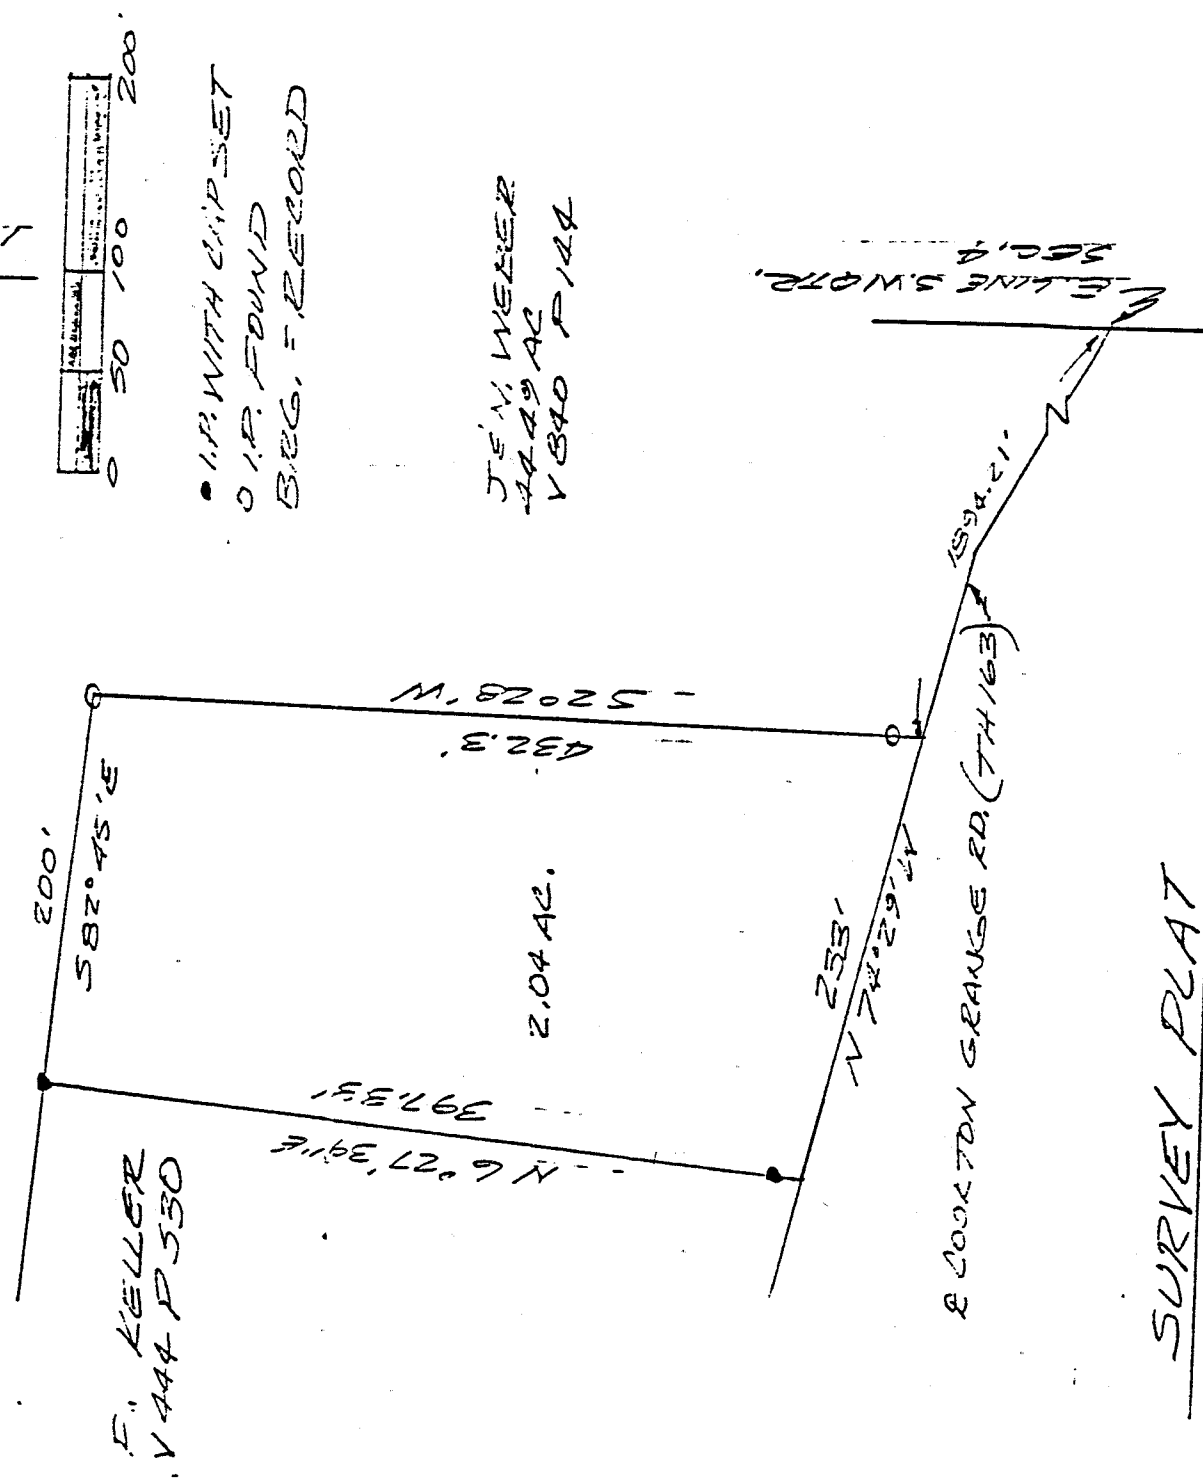 0 50 100 200'
• I.P. WITH CAP SET
O I.P. FOUND
BRG. = RECORD
J & N. WEBER
44.49 AC
V 840 P 144
F. KELLER
V 444 P 530
200'
S 82° 45' E
S 2° 28' W
432.3'
2.04 AC.
397.33'
N 6° 27' 39" E
233'
N 74° 29' W
1594.21'
E. LINE S.W. QTR.
SEC. 4
GRANGE RD. (TH 163)
SURVEY PLAT